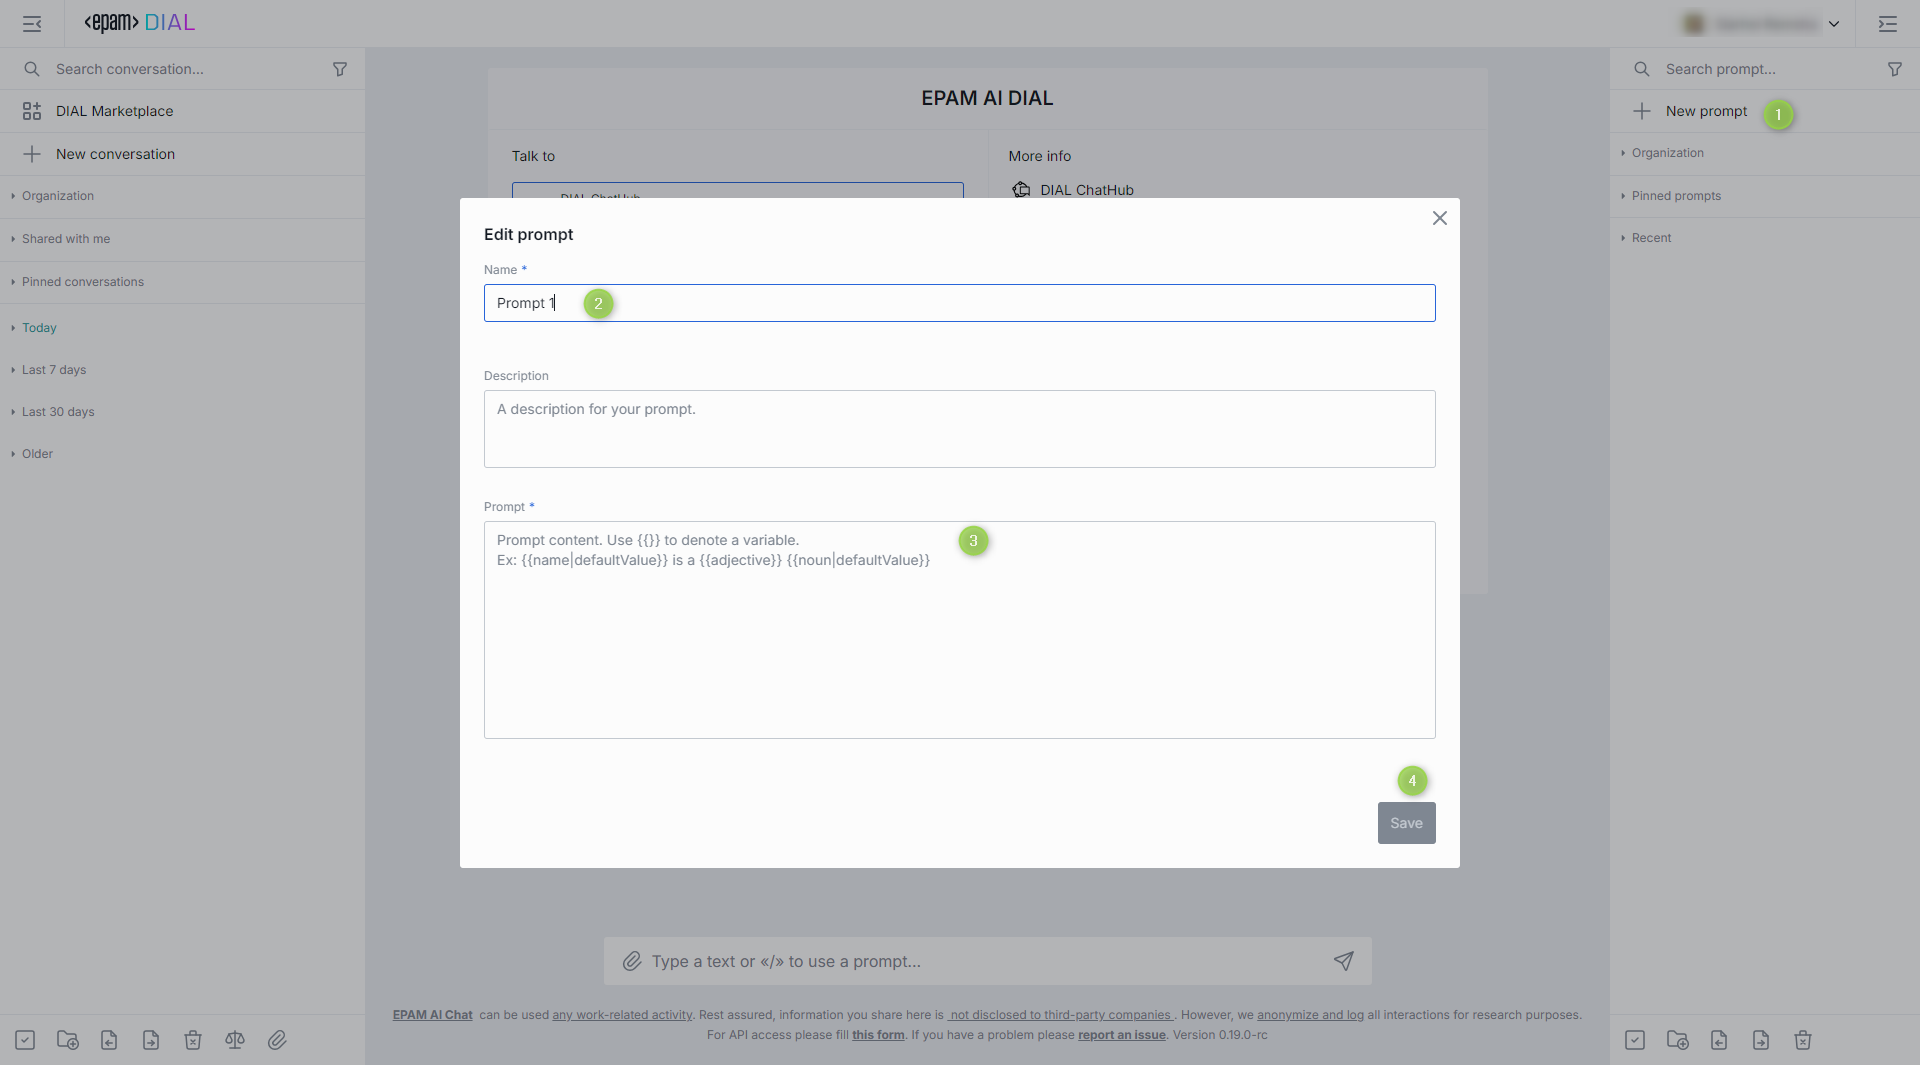 <epam> DIAL
Search conversation...
DIAL Marketplace
New conversation
Organization
Shared with me
Pinned conversations
Today
Last 7 days
Last 30 days
Older
EPAM AI DIAL
Talk to
More info
DIAL ChatHub
DIAL ChatHub
Edit prompt
Name *
Prompt 1
2
Description
A description for your prompt.
Prompt *
Prompt content. Use {{}} to denote a variable.
Ex: {{name|defaultValue}} is a {{adjective}} {{noun|defaultValue}}
3
4
Save
Type a text or «/» to use a prompt...
EPAM AI Chat can be used any work-related activity. Rest assured, information you share here is not disclosed to third-party companies . However, we anonymize and log all interactions for research purposes.
For API access please fill this form. If you have a problem please report an issue. Version 0.19.0-rc
Search prompt...
New prompt
1
Organization
Pinned prompts
Recent